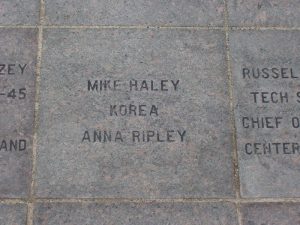 ZEY
-45
AND
MIKE HALEY
KOREA
ANNA RIPLEY
RUSSEL
TECH S
CHIEF O
CENTER